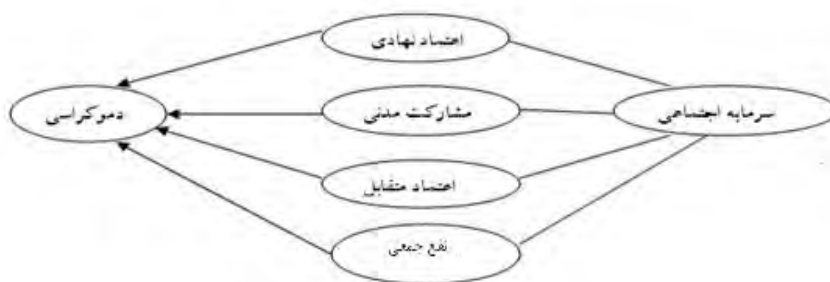 اعتماد نهادی
سرمایه اجتماعی
مشارکت مدنی
دموکراسی
اعتماد متقابل
نفع جمعی